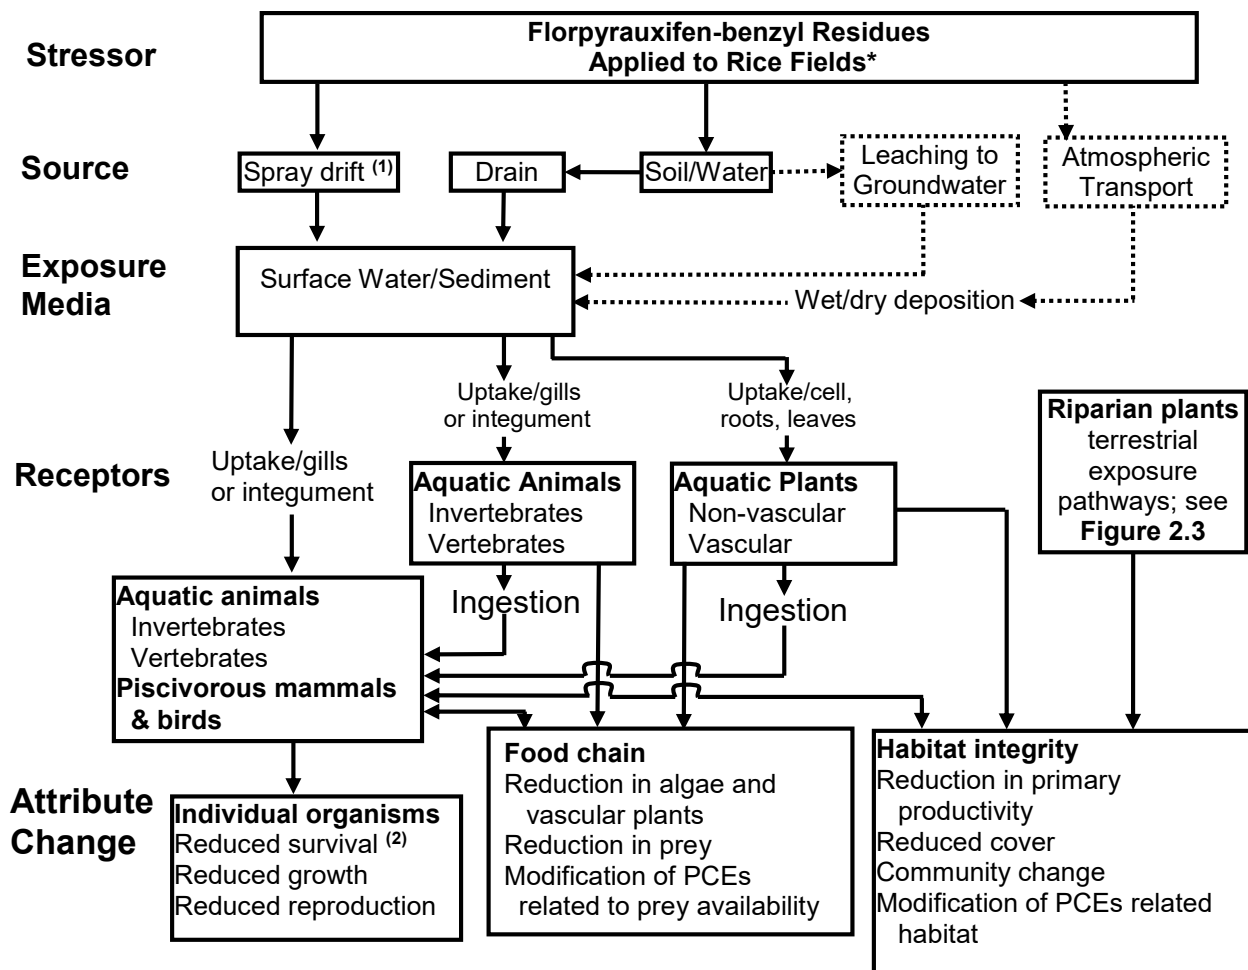 Stressor
Florpyrauxifen-benzyl Residues
Applied to Rice Fields*
Source
Spray drift (1)
Drain
Soil/Water
Leaching to
Groundwater
Atmospheric
Transport
Exposure
Media
Surface Water/Sediment
Wet/dry deposition
Receptors
Uptake/gills
or integument
Uptake/gills
or integument
Uptake/cell,
roots, leaves
Riparian plants
terrestrial
exposure
pathways; see
Figure 2.3
Aquatic Animals
Invertebrates
Vertebrates
Aquatic Plants
Non-vascular
Vascular
Ingestion
Ingestion
Aquatic animals
Invertebrates
Vertebrates
Piscivorous mammals
& birds
Attribute
Change
Individual organisms
Reduced survival (2)
Reduced growth
Reduced reproduction
Food chain
Reduction in algae and
vascular plants
Reduction in prey
Modification of PCEs
related to prey availability
Habitat integrity
Reduction in primary
productivity
Reduced cover
Community change
Modification of PCEs related
habitat